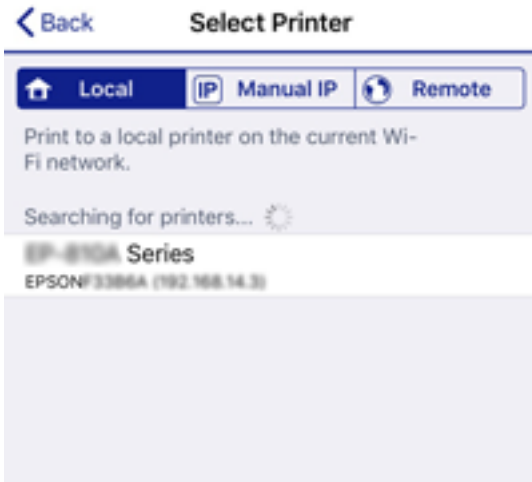 Back
Select Printer
Local
IP Manual IP
Remote
Print to a local printer on the current Wi-
Fi network.
Searching for printers...
Series
EPSON